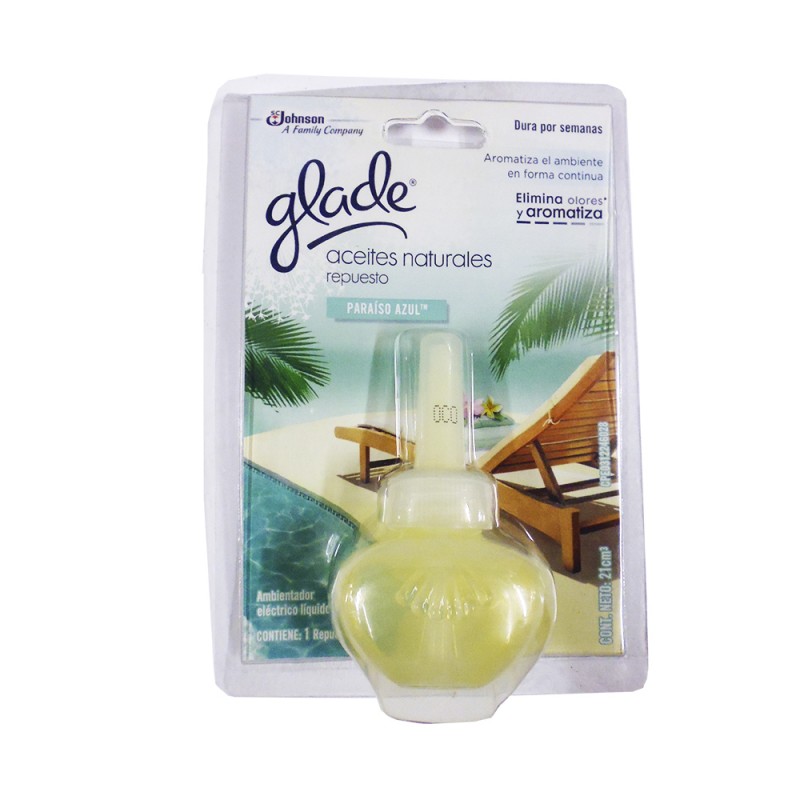 SC Johnson
A Family Company
Dura por semanas
Aromatiza el ambiente
en forma continua
Elimina olores*
y aromatiza
glade®
aceites naturales
repuesto
PARAÍSO AZUL™
000
Ambientador
eléctrico líquido
CONTIENE: 1
CONT. NETO: 21cm³